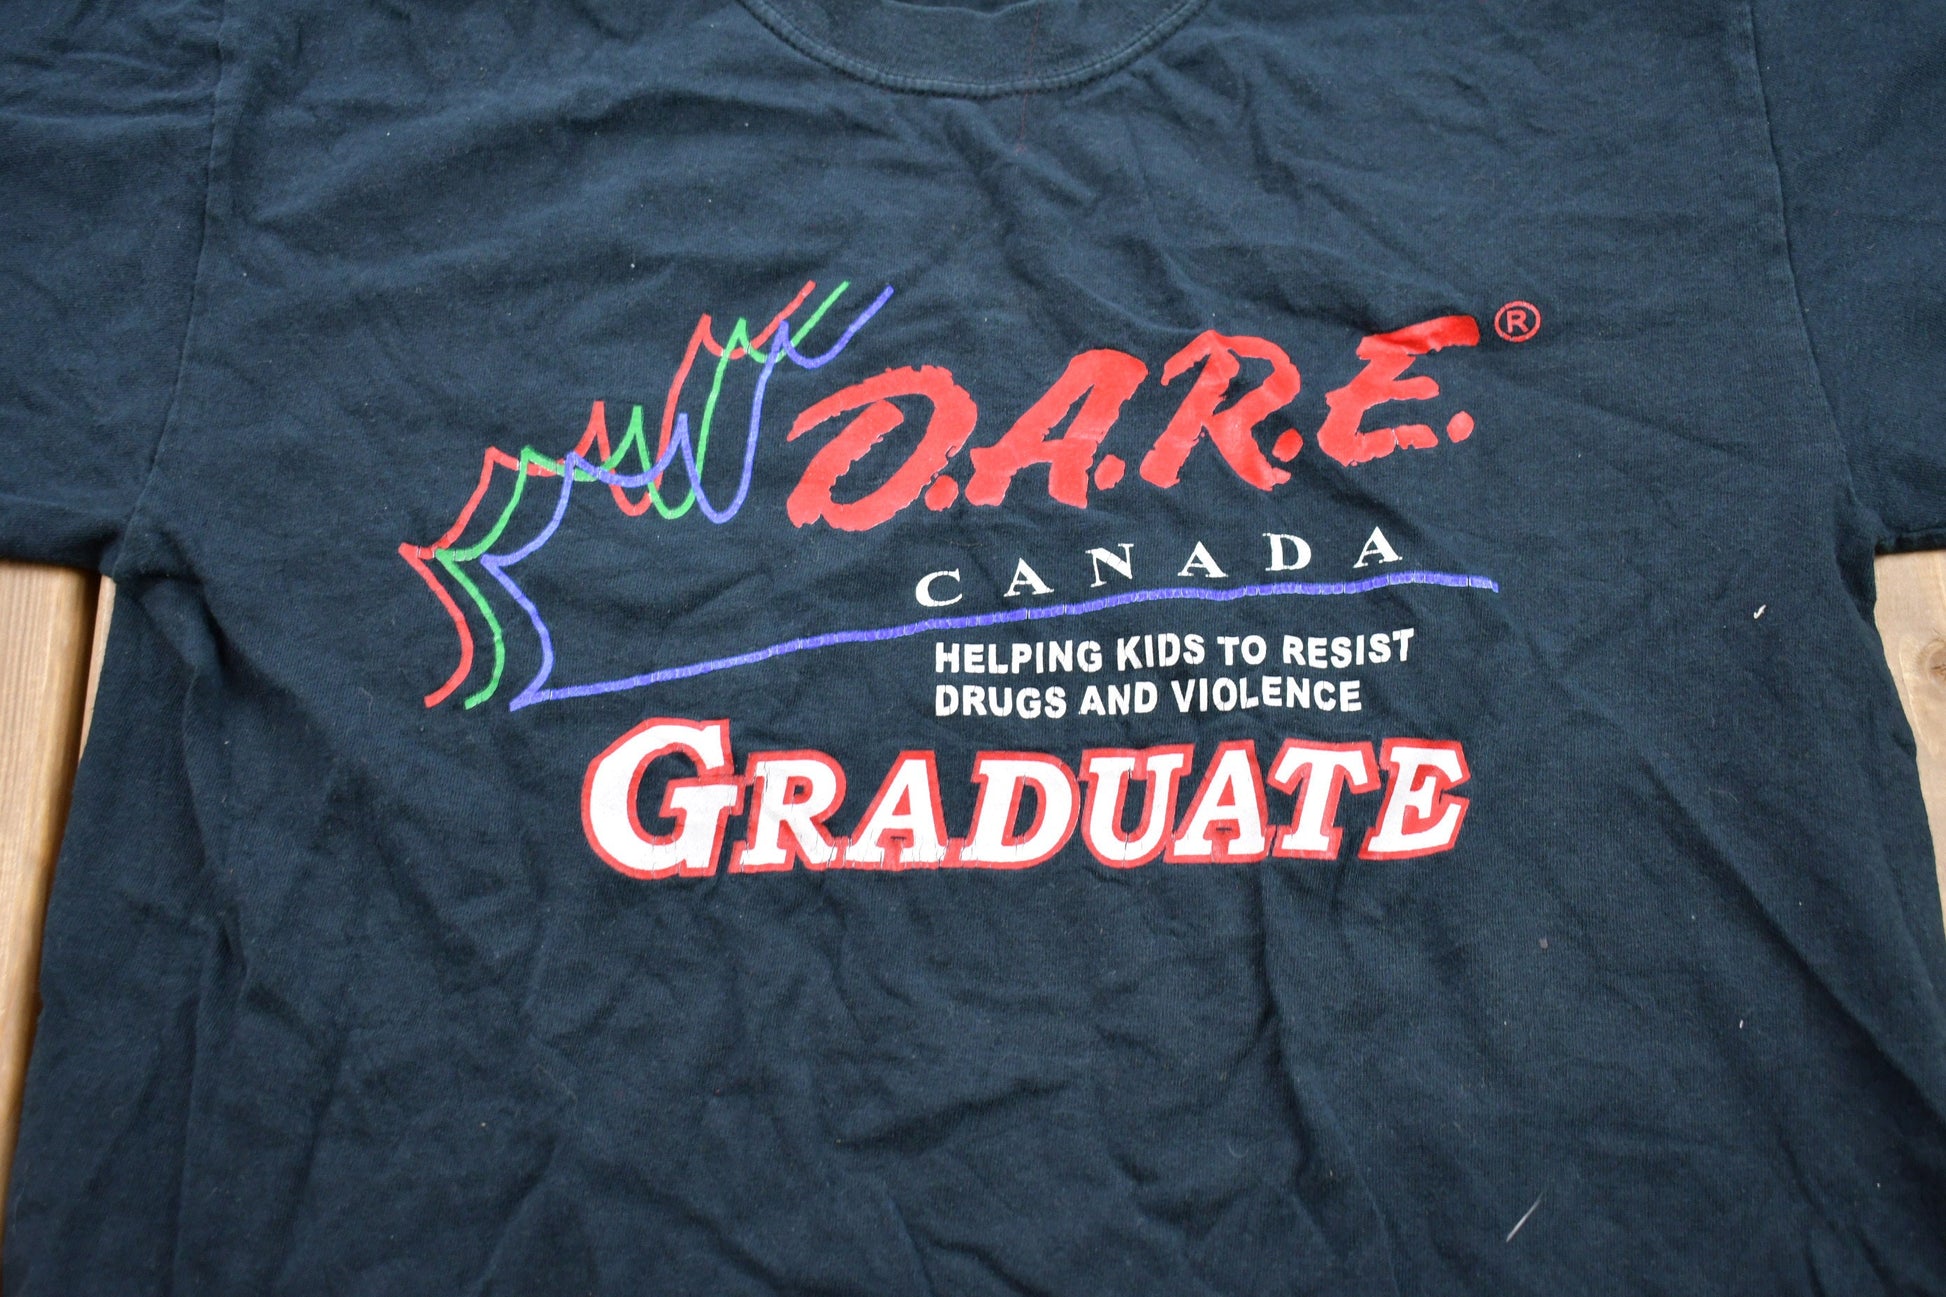 D.A.R.E.®
CANADA
HELPING KIDS TO RESIST
DRUGS AND VIOLENCE
GRADUATE